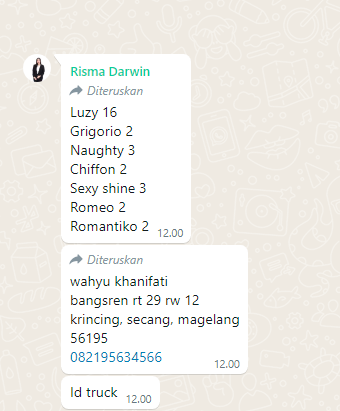 Risma Darwin
Diteruskan
Luzy 16
Grigorio 2
Naughty 3
Chiffon 2
Sexy shine 3
Romeo 2
Romantiko 2
12.00
Diteruskan
wahyu khanifati
bangsren rt 29 rw 12
krincing, secang, magelang
56195
082195634566
12.00
Id truck
12.00